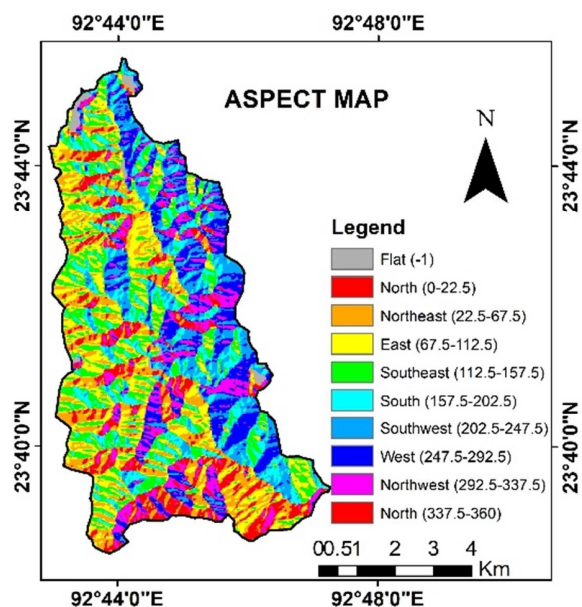 92°44'0"E 92°48'0"E
ASPECT MAP
N
23°44'0"N 23°44'0"N
Legend
Flat (-1)
North (0-22.5)
Northeast (22.5-67.5)
East (67.5-112.5)
Southeast (112.5-157.5)
South (157.5-202.5)
Southwest (202.5-247.5)
West (247.5-292.5)
Northwest (292.5-337.5)
North (337.5-360)
23°40'0"N 23°40'0"N
00.51 2 3 4
Km
92°44'0"E 92°48'0"E